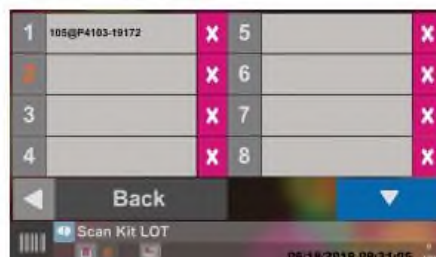 1 105@P4103-19172 X 5 X
2 X 6 X
3 X 7 X
4 X 8 X
Back
Scan Kit LOT